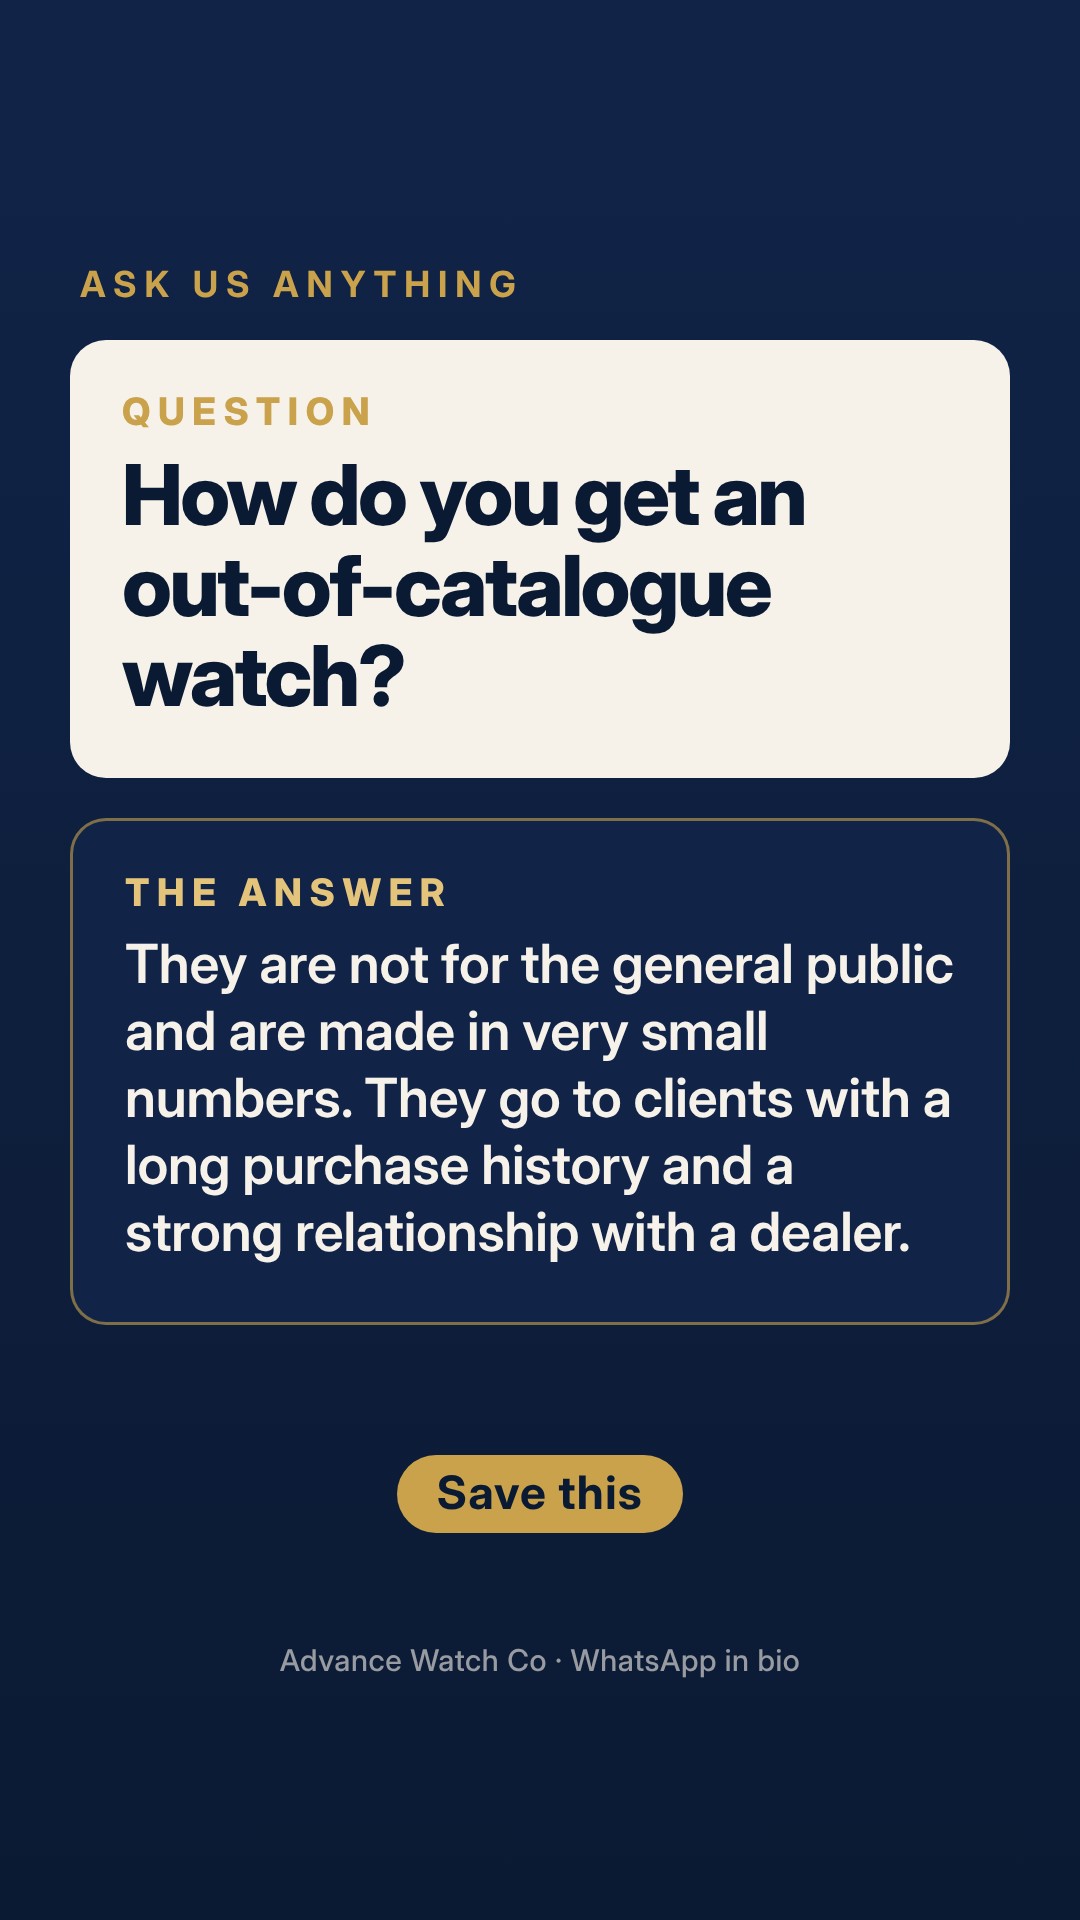 ASK US ANYTHING
QUESTION
How do you get an
out-of-catalogue
watch?
THE ANSWER
They are not for the general public
and are made in very small
numbers. They go to clients with a
long purchase history and a
strong relationship with a dealer.
Save this
Advance Watch Co · WhatsApp in bio